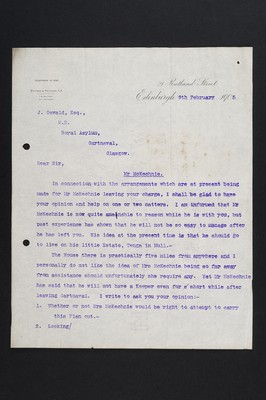 20 Rutland Street,
Edinburgh 9th February 190
J. Oswald, Esq.,
M.D.
Royal Asylum,
Gartnaval,
Glasgow.
Dear Sir,
Mr McKechnie.
In connection with the arrangements which are at present being
made for Mr McKechnie leaving your charge, I shall be glad to have
your opinion and help on one or two matters. I am informed that Mr
McKechnie is now quite amenable to reason while he is with you, but
past experience has shown that he will not be so easy to manage after
he has left you. His idea at the present time is that he should go
to live on his little Estate, in Mull.-
The House there is practically five miles from anywhere and I
personally do not like the idea of Mrs McKechnie being so far away
from assistance should unfortunately she require any. Yet Mr McKechnie
has said that he will not have a Keeper even for a short while after
leaving Gartnaval. I write to ask you your opinion:-
1. Whether or not Mrs McKechnie would be right to attempt to carry
this Plan out.-
2. Looking/